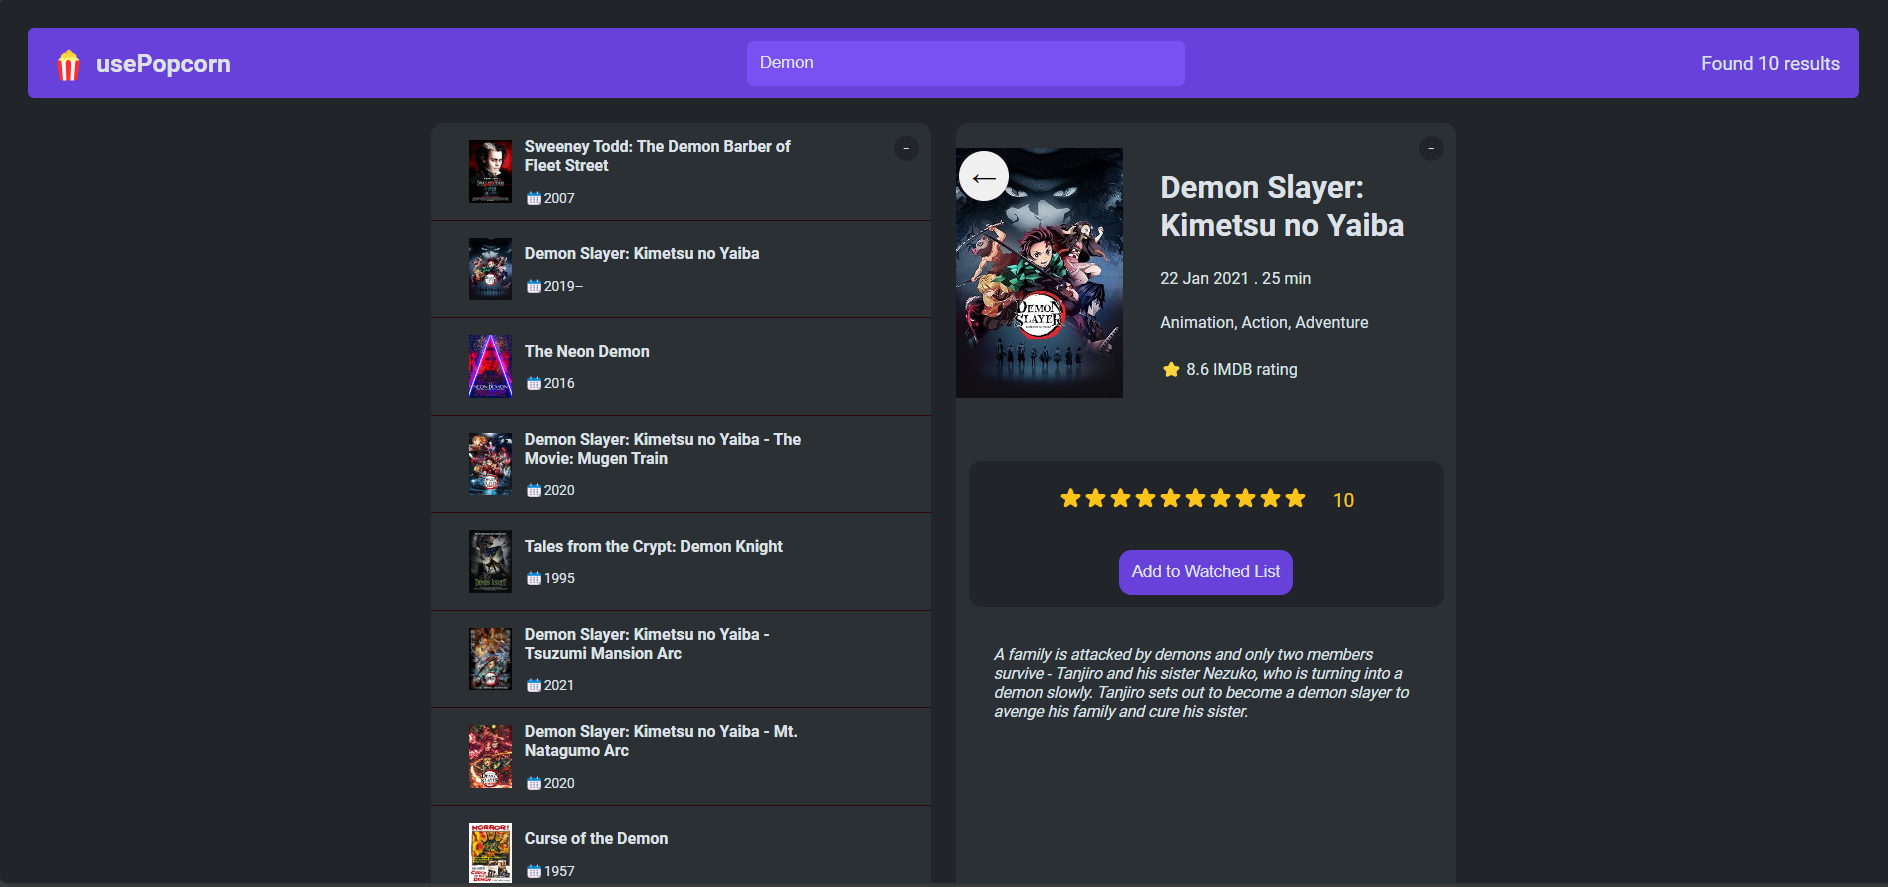 usePopcorn
Demon
Found 10 results
Sweeney Todd: The Demon Barber of
Fleet Street
2007
Demon Slayer: Kimetsu no Yaiba
2019–
The Neon Demon
2016
Demon Slayer: Kimetsu no Yaiba - The
Movie: Mugen Train
2020
Tales from the Crypt: Demon Knight
1995
Demon Slayer: Kimetsu no Yaiba -
Tsuzumi Mansion Arc
2021
Demon Slayer: Kimetsu no Yaiba - Mt.
Natagumo Arc
2020
HORROR!
Curse of the Demon
1957
-
-
←
DEMON
SLAYER
Demon Slayer:
Kimetsu no Yaiba
22 Jan 2021 . 25 min
Animation, Action, Adventure
8.6 IMDB rating
10
Add to Watched List
A family is attacked by demons and only two members
survive - Tanjiro and his sister Nezuko, who is turning into a
demon slowly. Tanjiro sets out to become a demon slayer to
avenge his family and cure his sister.